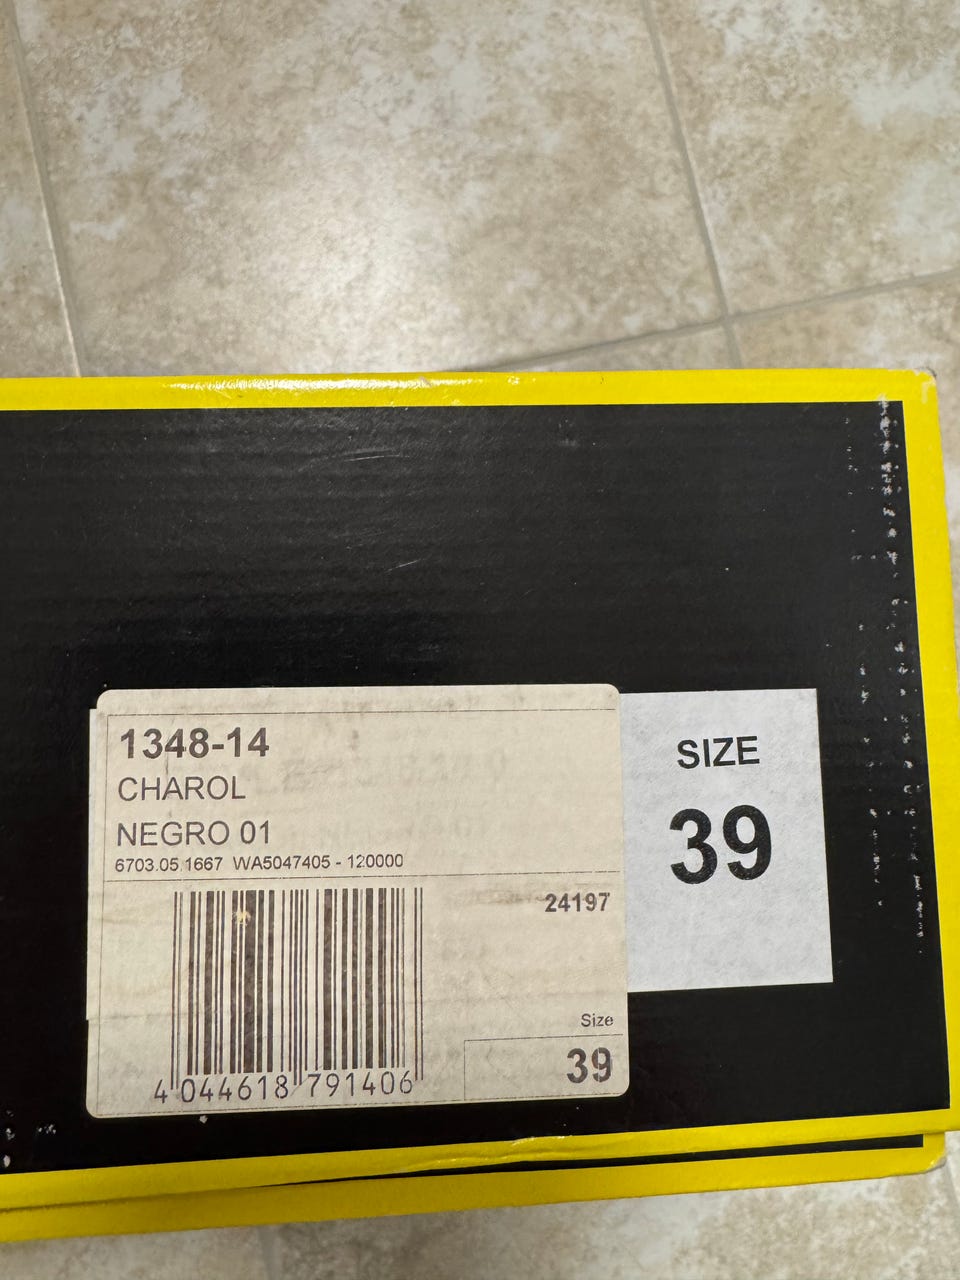 1348-14
CHAROL
NEGRO 01
6703.05.1667 WA5047405 - 120000
24197
Size
39
4 044618 791406
SIZE
39